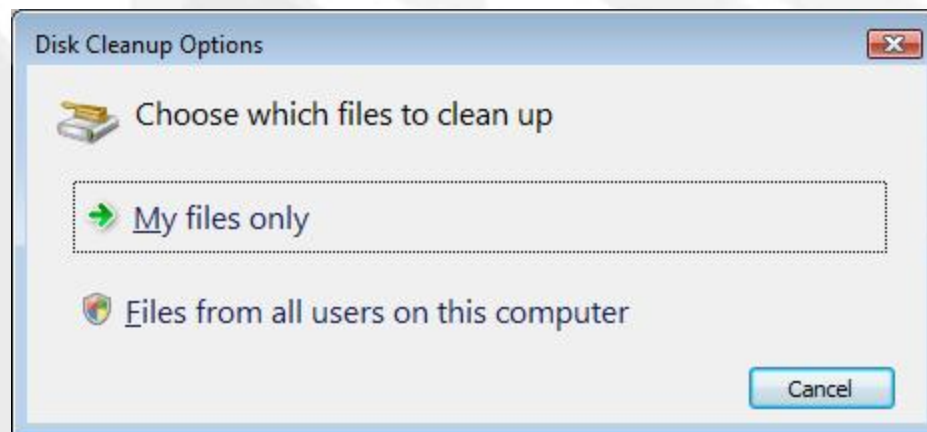 Disk Cleanup Options
Choose which files to clean up
My files only
Files from all users on this computer
Cancel